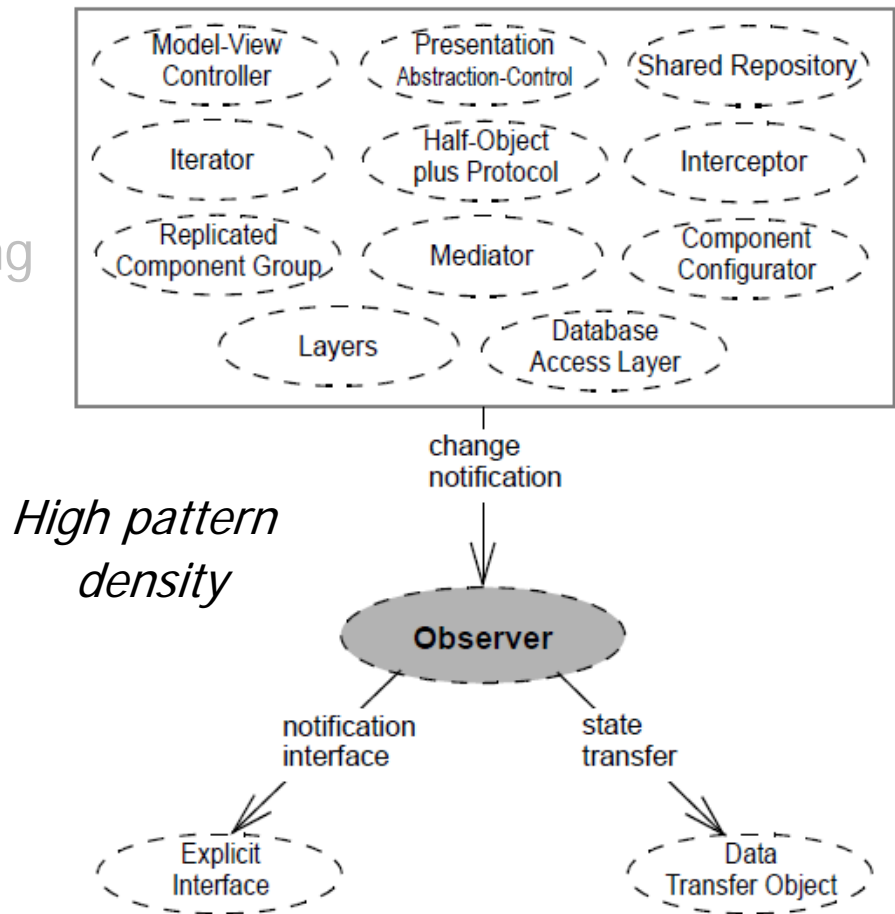 Model-View
Controller
Presentation
Abstraction-Control
Shared Repository
Iterator
Half-Object
plus Protocol
Interceptor
Replicated
Component Group
Mediator
Component
Configurator
Layers
Database
Access Layer
change
notification
High pattern
density
Observer
notification
interface
state
transfer
Explicit
Interface
Data
Transfer Object